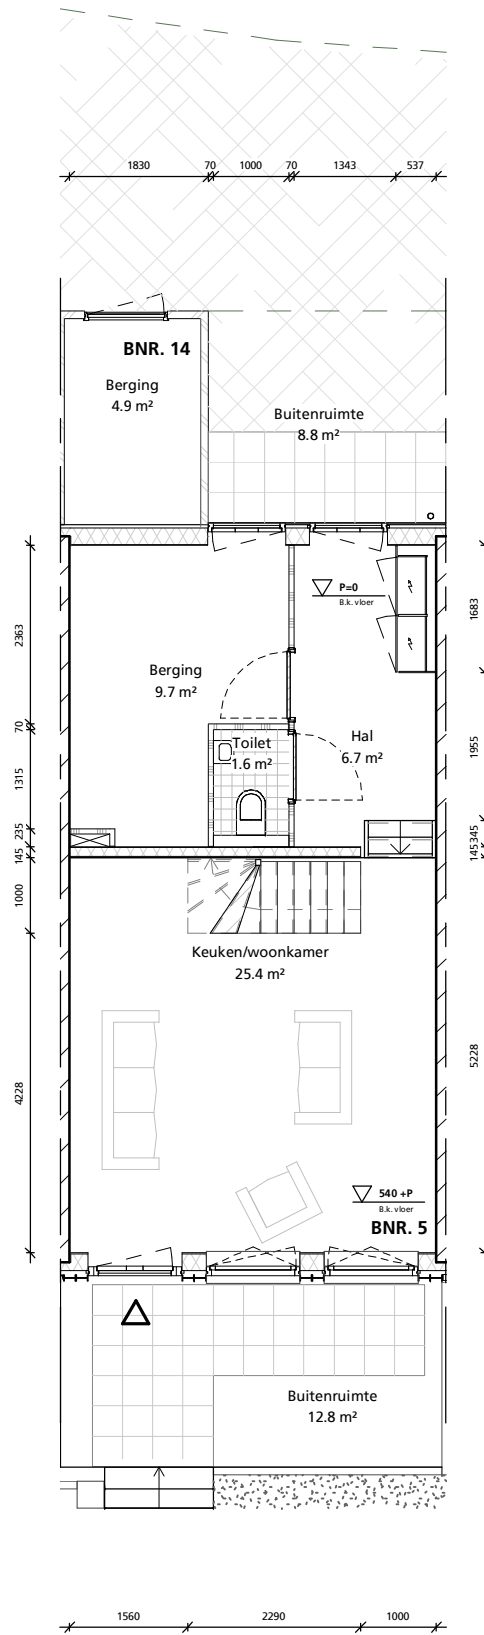 1830 70 1000 70 1343 537
BNR. 14
Berging
4.9 m²
Buitenruimte
8.8 m²
P=0
B.k. vloer
2363
1683
Berging
9.7 m²
70
Toilet
1.6 m²
Hal
6.7 m²
1955
1315
235
345
145
145
1000
Keuken/woonkamer
25.4 m²
5228
4228
540 +P
B.k. vloer
BNR. 5
Buitenruimte
12.8 m²
1560 2290 1000